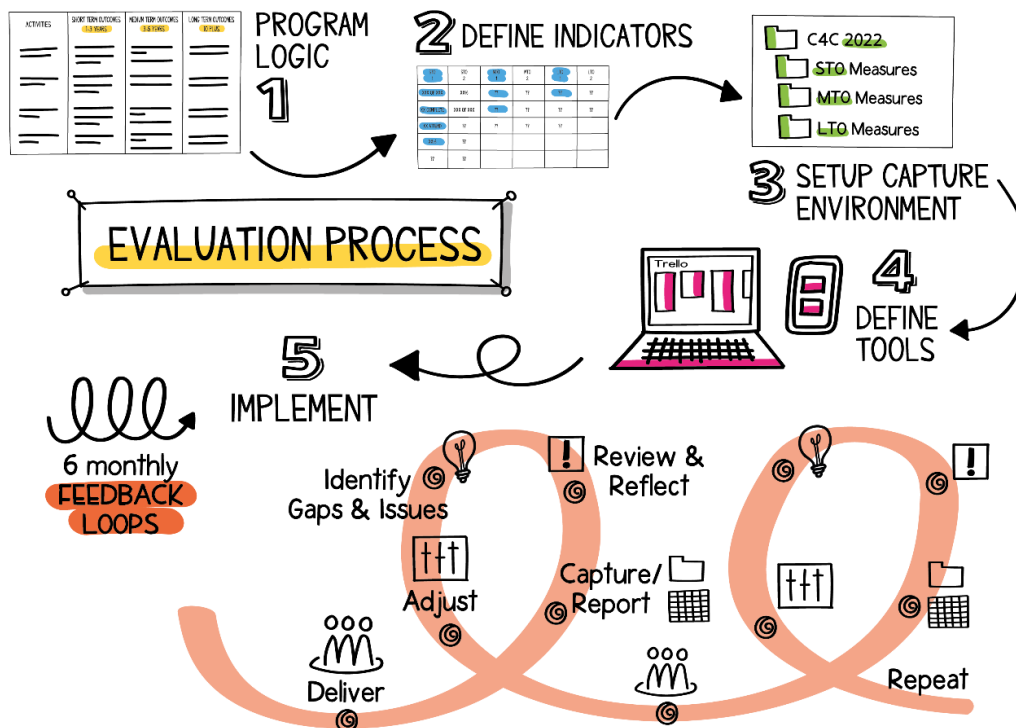 ACTIVITIES
SHORT TERM OUTCOMES
1-3 YEARS
MEDIUM TERM OUTCOMES
3-6 YEARS
LONG TERM OUTCOMES
10 PLUS
PROGRAM
LOGIC
1
2 DEFINE INDICATORS
C4C 2022
STO Measures
MTO Measures
LTO Measures
3 SETUP CAPTURE
ENVIRONMENT
EVALUATION PROCESS
Trello
4
DEFINE
TOOLS
5
IMPLEMENT
6 monthly
FEEDBACK
LOOPS
Identify
Gaps & Issues
!
Review &
Reflect
!
Adjust
Capture/
Report
Deliver
Repeat